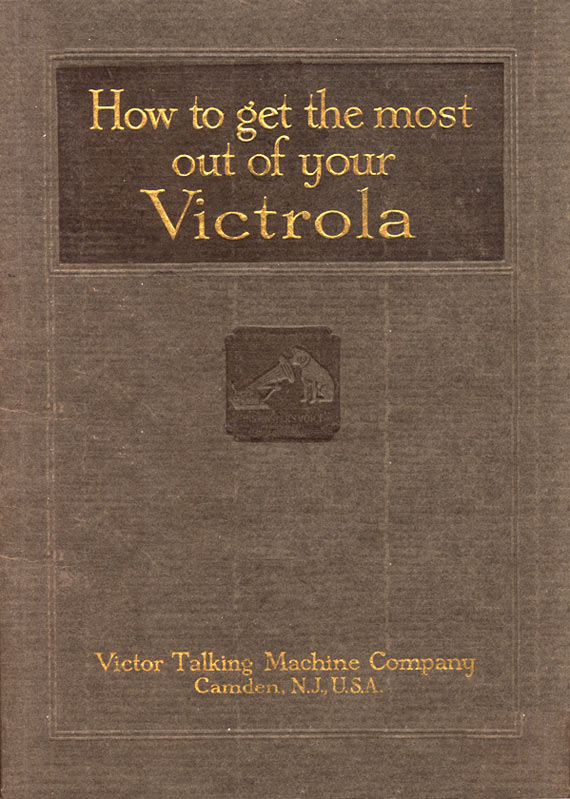 How to get the most
out of your
Victrola
Victor Talking Machine Company
Camden, N.J., U.S.A.